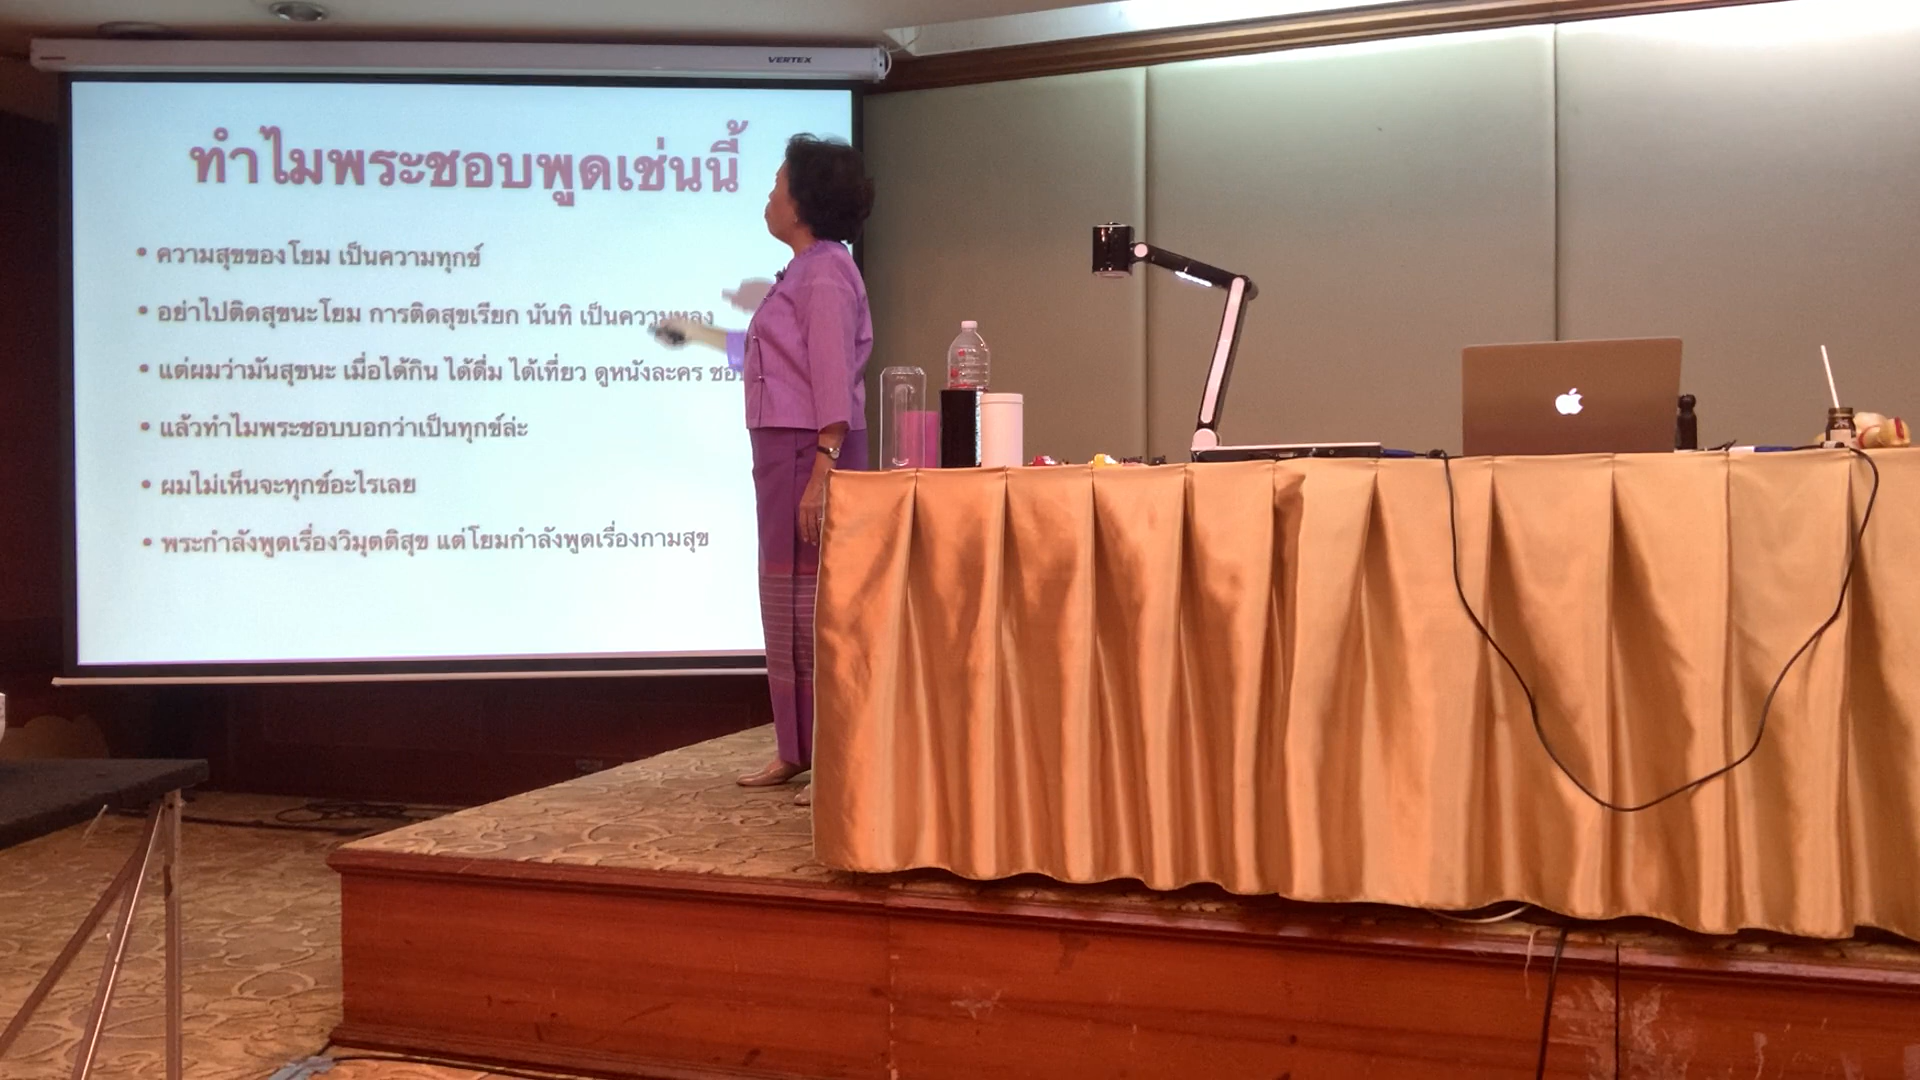 VERTEX
ทำไมพระชอบพูดเช่นนี้
• ความสุขของโยม เป็นความทุกข์
• อย่าไปติดสุขนะโยม การติดสุขเรียก นันทิ เป็นความหลง
• แต่ผมว่ามันสุขนะ เมื่อได้กิน ได้ดื่ม ได้เที่ยว ดูหนังละคร
• แล้วทำไมพระชอบบอกว่าเป็นทุกข์ล่ะ
• ผมไม่เห็นจะทุกข์อะไรเลย
• พระกำลังพูดเรื่องวิมุตติสุข แต่โยมกำลังพูดเรื่องกามสุข